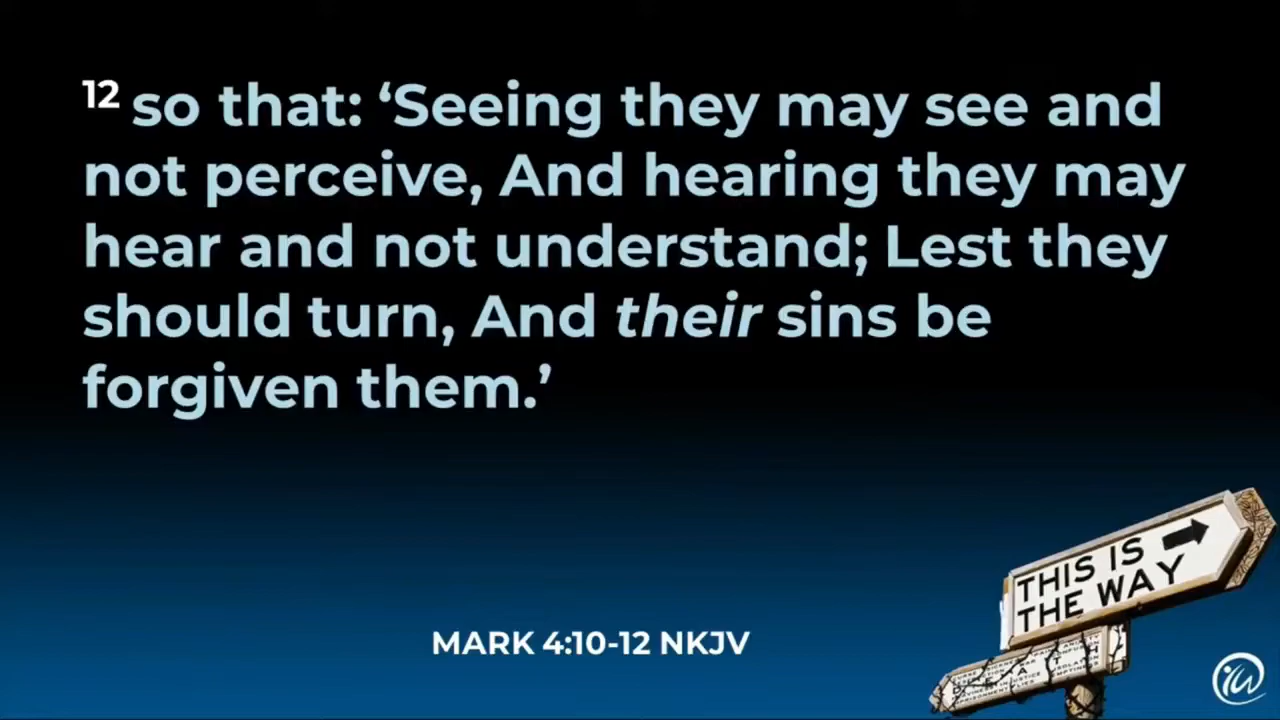 12 so that: ‘Seeing they may see and
not perceive, And hearing they may
hear and not understand; Lest they
should turn, And their sins be
forgiven them.’
MARK 4:10-12 NKJV
THIS IS
THE WAY
DEATH